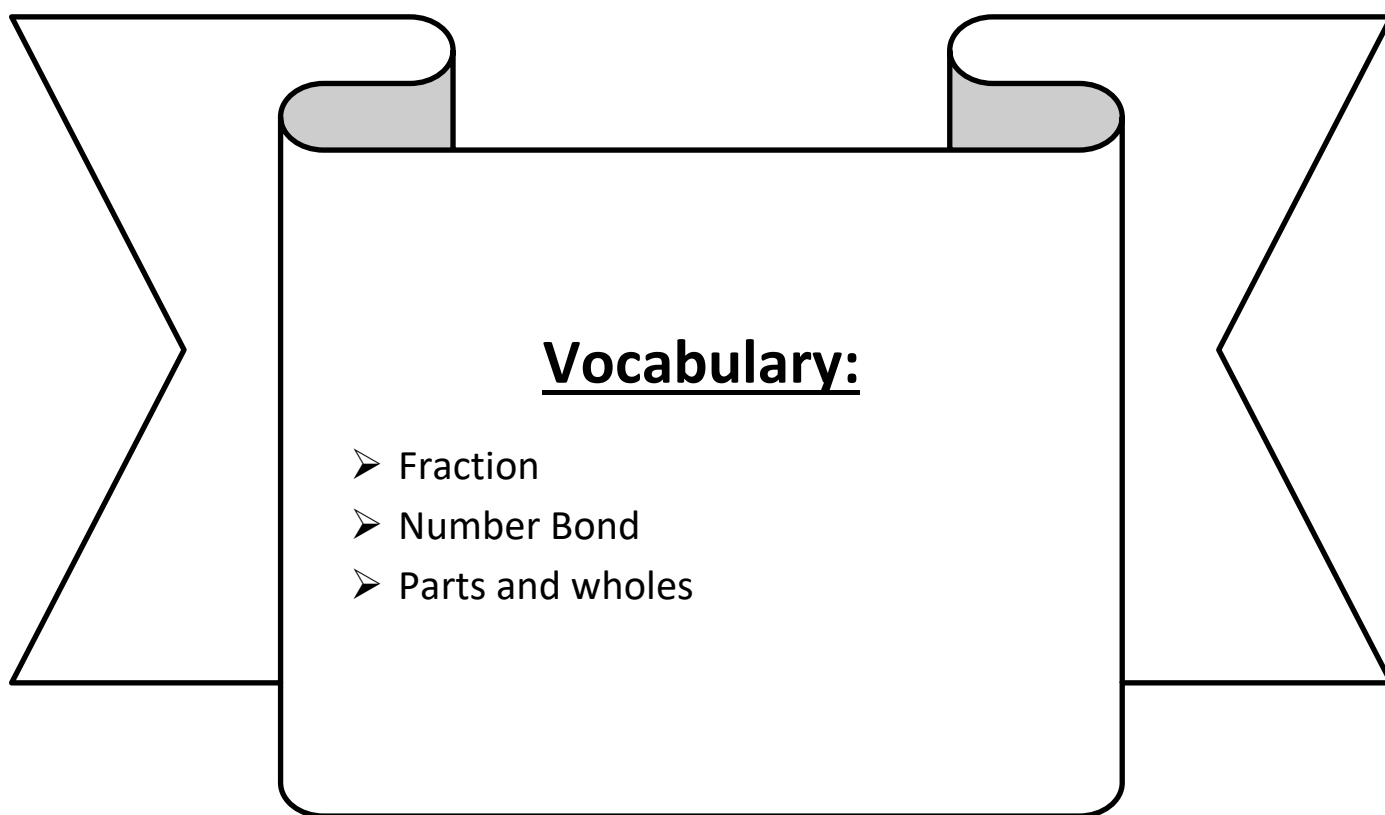 Vocabulary:
➢ Fraction
➢ Number Bond
➢ Parts and wholes